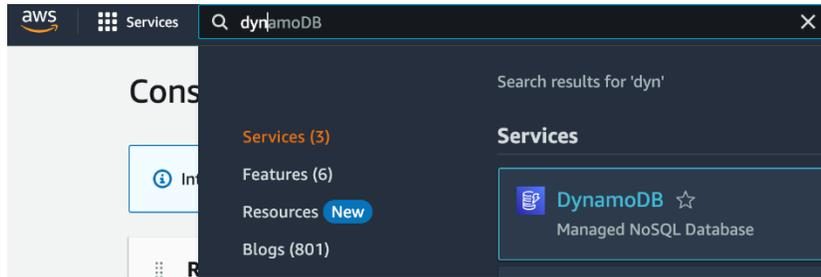 aws
Services
dynamoDB
Cons
Search results for 'dyn'
Services (3)
Services
Features (6)
Int
Resources New
DynamoDB
Managed NoSQL Database
Blogs (801)
R